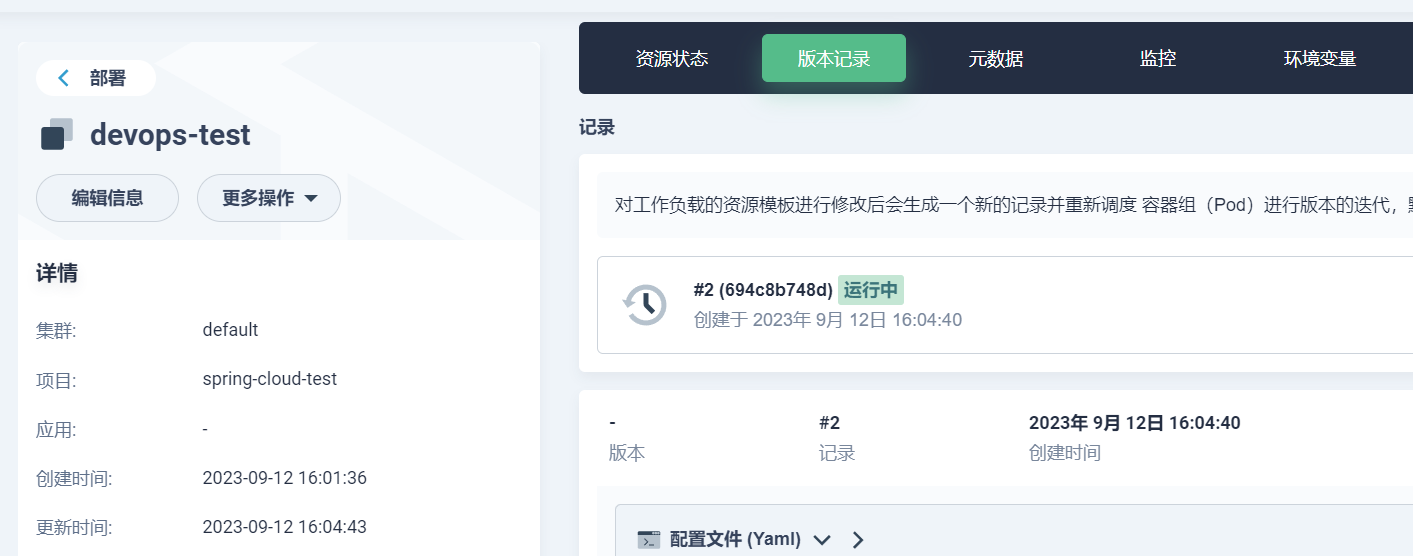 部署
devops-test
编辑信息
更多操作
详情
集群:
default
项目:
spring-cloud-test
应用:
-
创建时间:
2023-09-12 16:01:36
更新时间:
2023-09-12 16:04:43
资源状态
版本记录
元数据
监控
环境变量
记录
对工作负载的资源模板进行修改后会生成一个新的记录并重新调度 容器组（Pod）进行版本的迭代，
#2 (694c8b748d) 运行中
创建于 2023年 9月 12日 16:04:40
-
版本
#2
记录
2023年 9月 12日 16:04:40
创建时间
配置文件 (Yaml)